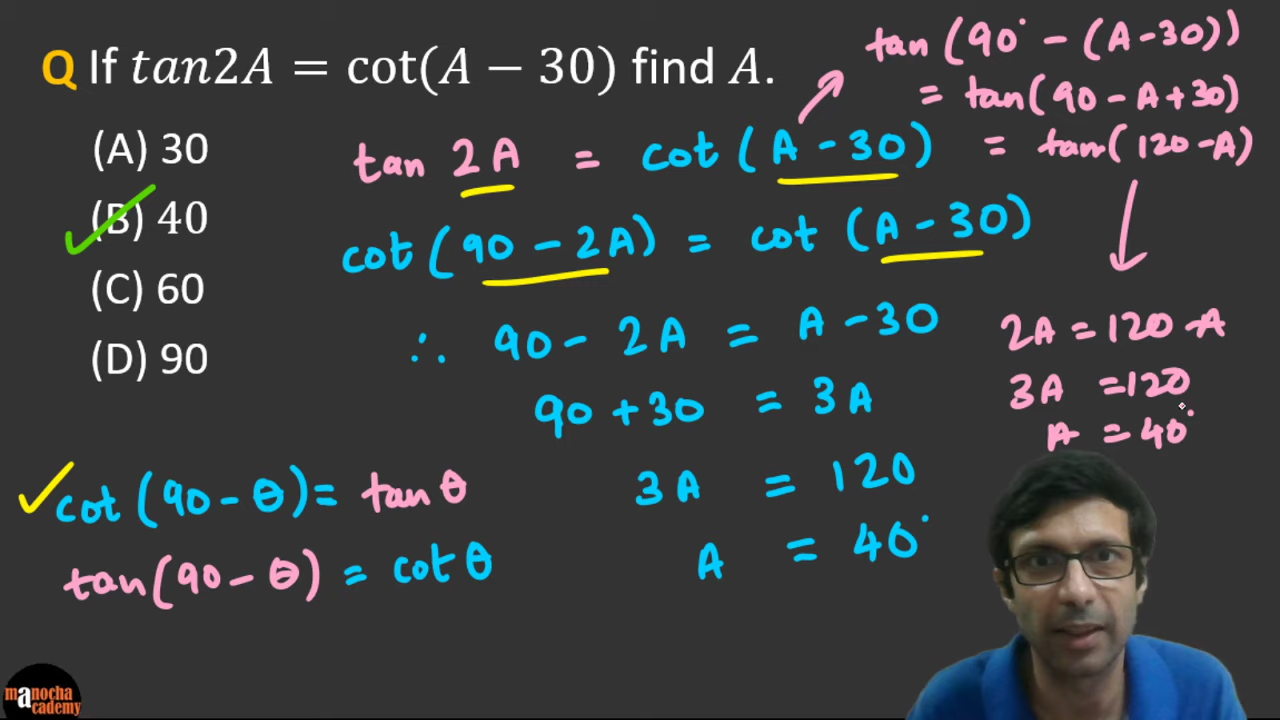 Q If tan2A = cot(A − 30) find A.
(A) 30
(B) 40
(C) 60
(D) 90
tan 2A = cot (A - 30)
cot (90 - 2A) = cot (A - 30)
∴ 90 - 2A = A - 30
90 + 30 = 3A
3A = 120
A = 40°
cot (90 - θ) = tan θ
tan (90 - θ) = cot θ
tan (90° - (A-30))
= tan (90 - A + 30)
= tan (120 - A)
2A = 120 - A
3A = 120
A = 40°
manocha
academy